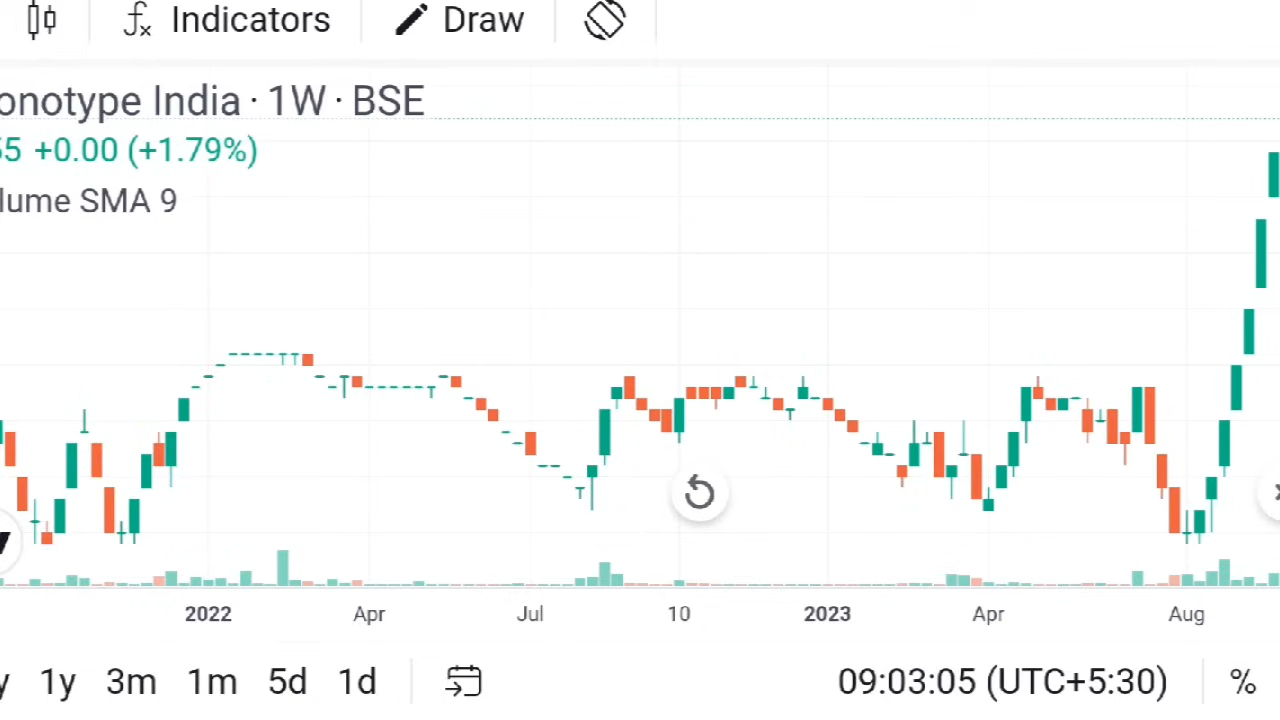 Indicators Draw
onotype India · 1W · BSE
55 +0.00 (+1.79%)
lume SMA 9
2022 Apr Jul 10 2023 Apr Aug
y 1y 3m 1m 5d 1d 09:03:05 (UTC+5:30) %